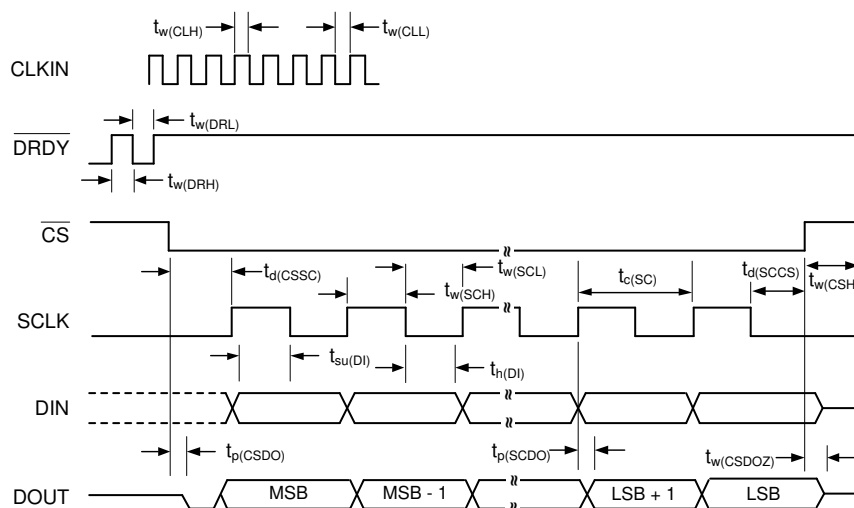 tw(CLH) tw(CLL)
CLKIN
tw(DRL)
DRDY
tw(DRH)
CS
td(CSSC) tw(SCL) tc(SC) td(SCCS)
tw(SCH) tw(CSH)
SCLK
tsu(DI) th(DI)
DIN
tp(CSDO) tp(SCDO) tw(CSDOZ)
DOUT MSB MSB - 1 LSB + 1 LSB